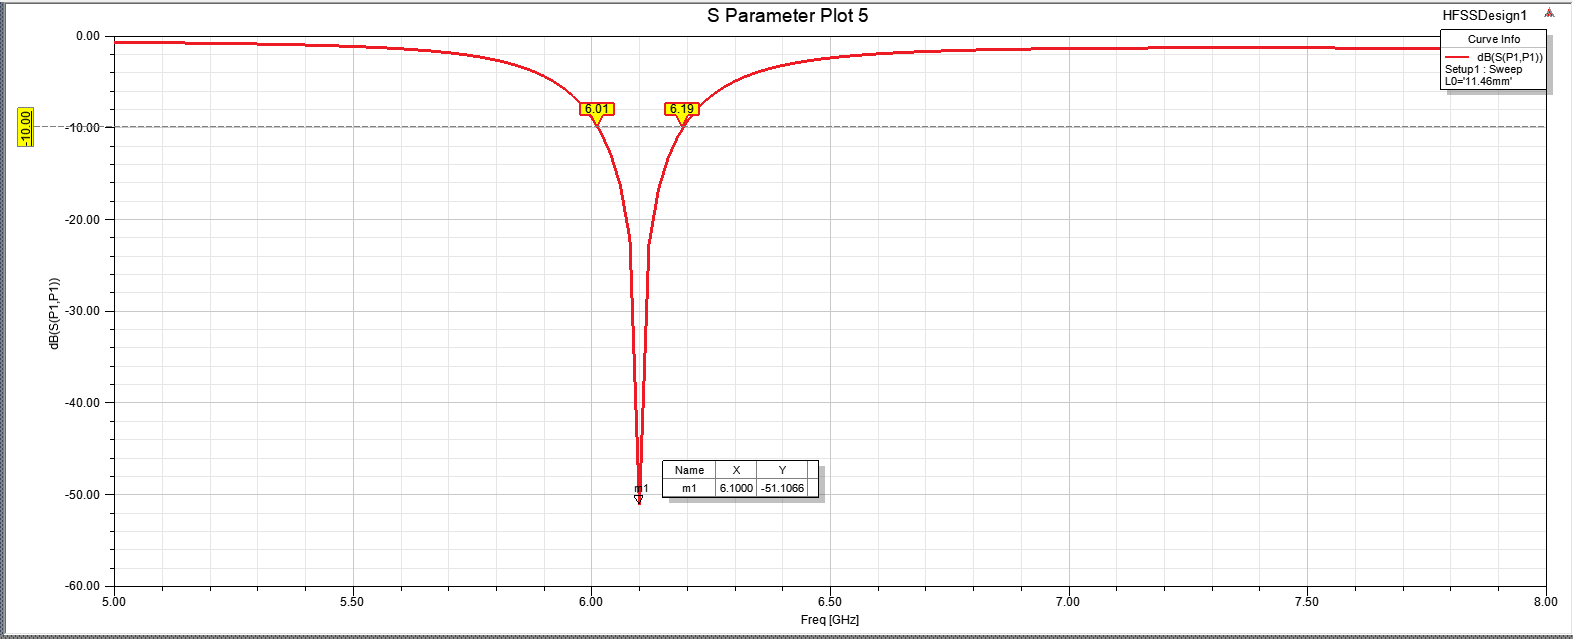 S Parameter Plot 5
HFSSDesign1
Curve Info
dB(S(P1,P1))
Setup1 : Sweep
L0='11.46mm'
0.00
-10.00
-10.00
-20.00
-30.00
-40.00
-50.00
-60.00
dB(S(P1,P1))
6.01
6.19
m1
Name X Y
m1 6.1000 -51.1066
5.00 5.50 6.00 6.50 7.00 7.50 8.00
Freq [GHz]